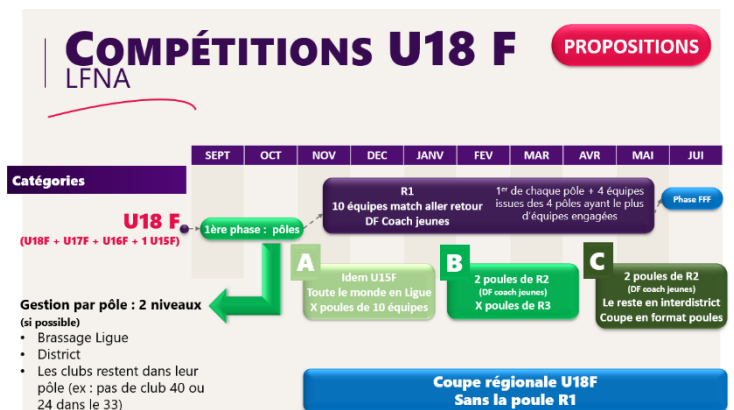 COMPÉTITIONS U18 F
LFNA
PROPOSITIONS
SEPT OCT NOV DEC JANV FEV MAR AVR MAI JUI
Catégories
U18 F
(U18F + U17F + U16F + 1 U15F)
1ère phase : pôles
R1
10 équipes match aller retour
DF Coach jeunes
1er de chaque pôle + 4 équipes
issues des 4 pôles ayant le plus
d'équipes engagées
Phase FFF
A
Idem U15F
Toute le monde en Ligue
X poules de 10 équipes
B
2 poules de R2
(DF coach jeunes)
X poules de R3
C
2 poules de R2
(DF coach jeunes)
Le reste en interdistrict
Coupe en format poules
Gestion par pôle : 2 niveaux
(si possible)
• Brassage Ligue
• District
• Les clubs restent dans leur
pôle (ex : pas de club 40 ou
24 dans le 33)
Coupe régionale U18F
Sans la poule R1